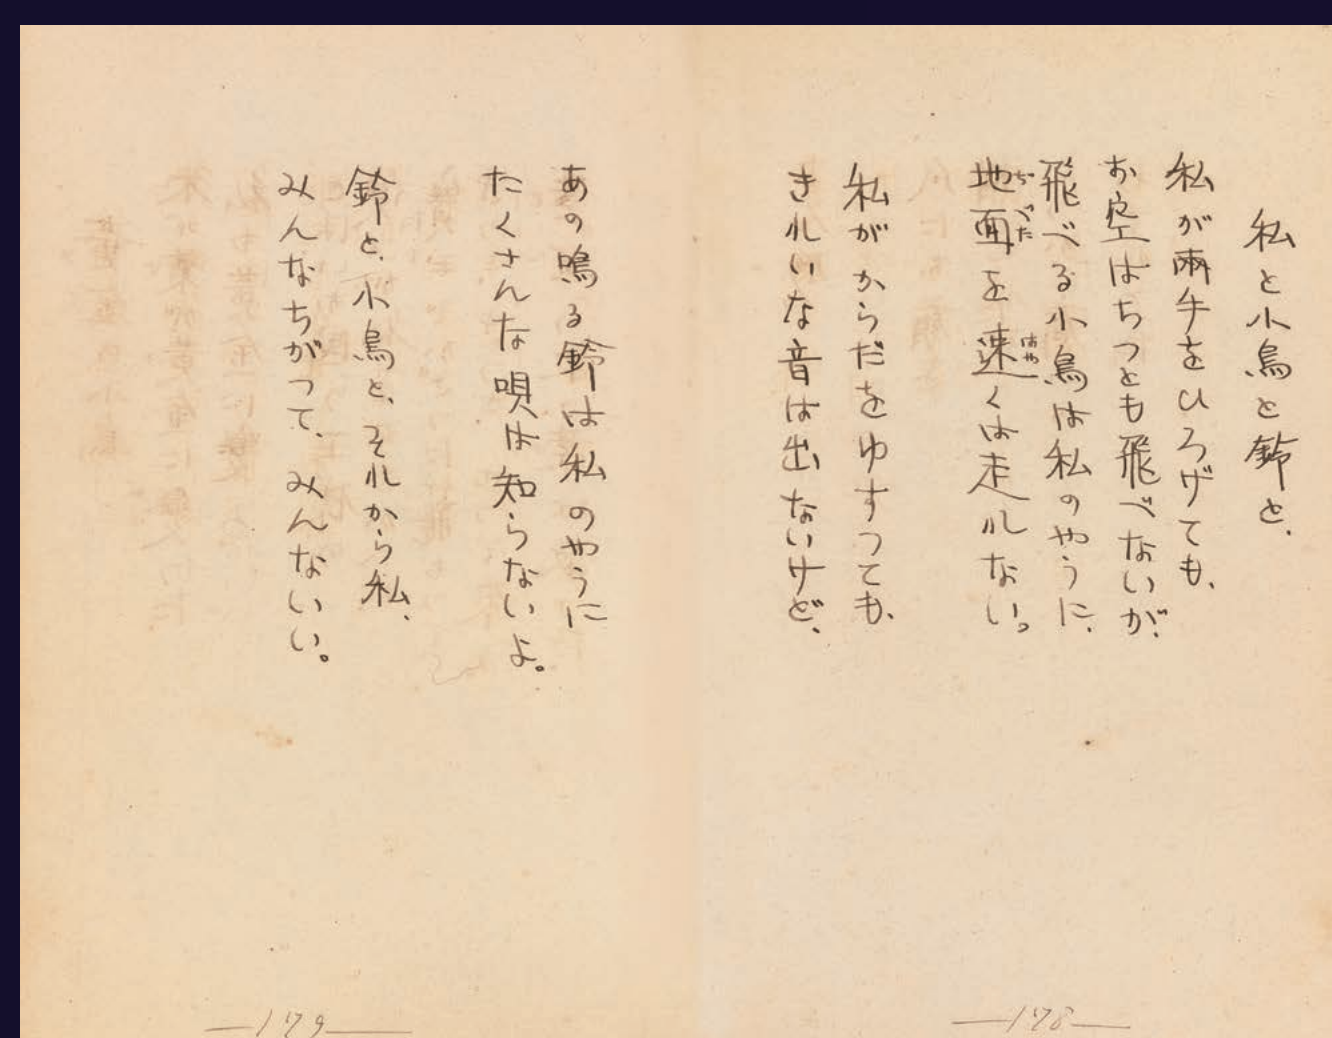 私と小鳥と鈴と、
私が両手をひろげても、
お空はちつとも飛べないが、
飛べる小鳥は私のやうに、
地面を速くは走れない。
ぢべた
はや
私がからだをゆすつても、
きれいな音は出ないけど、
—178—
あの鳴る鈴は私のやうに
たくさんな唄は知らないよ。
鈴と、小鳥と、それから私、
みんなちがつて、みんないい。
—179—